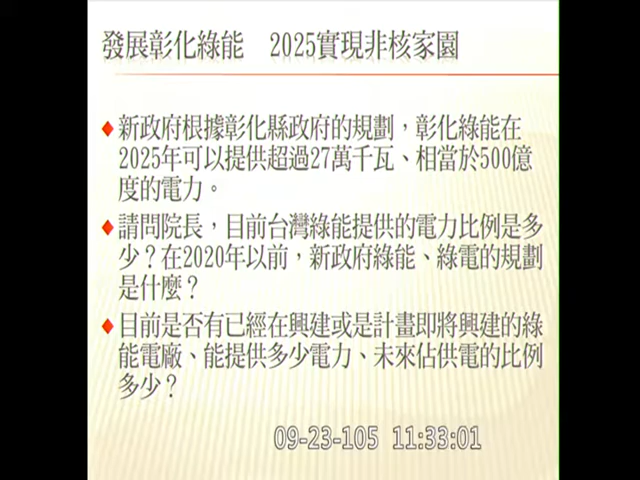 發展彰化綠能　2025實現非核家園
新政府根據彰化縣政府的規劃，彰化綠能在
2025年可以提供超過27萬千瓦、相當於500億
度的電力。
請問院長，目前台灣綠能提供的電力比例是多
少？在2020年以前，新政府綠能、綠電的規劃
是什麼？
目前是否有已經在興建或是計畫即將興建的綠
能電廠、能提供多少電力、未來佔供電的比例
多少？
09-23-105 11:33:01